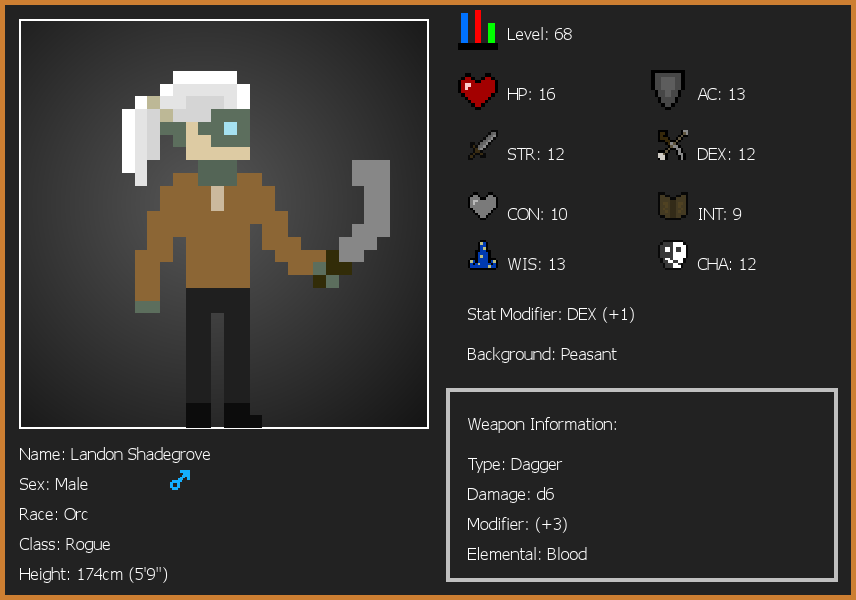 Level: 68
HP: 16
AC: 13
STR: 12
DEX: 12
CON: 10
INT: 9
WIS: 13
CHA: 12
Stat Modifier: DEX (+1)
Background: Peasant
Weapon Information:
Type: Dagger
Damage: d6
Modifier: (+3)
Elemental: Blood
Name: Landon Shadegrove
Sex: Male
Race: Orc
Class: Rogue
Height: 174cm (5'9")